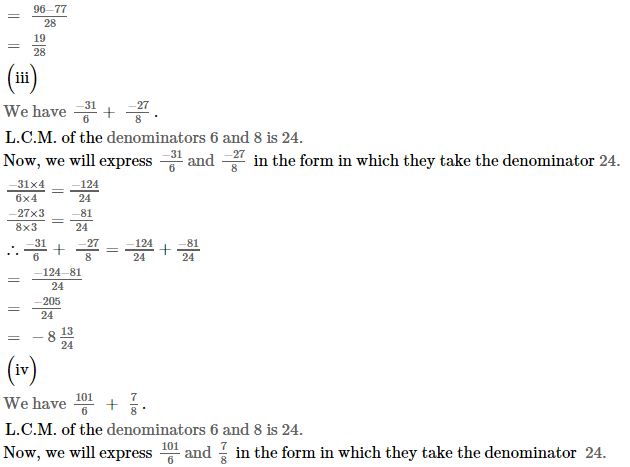 = \frac{96-77}{28}
= \frac{19}{28}
(iii)
We have \frac{-31}{6} + \frac{-27}{8}.
L.C.M. of the denominators 6 and 8 is 24.
Now, we will express \frac{-31}{6} and \frac{-27}{8} in the form in which they take the denominator 24.
\frac{-31×4}{6×4} = \frac{-124}{24}
\frac{-27×3}{8×3} = \frac{-81}{24}
∴ \frac{-31}{6} + \frac{-27}{8} = \frac{-124}{24} + \frac{-81}{24}
= \frac{-124-81}{24}
= \frac{-205}{24}
= -8\frac{13}{24}
(iv)
We have \frac{101}{6} + \frac{7}{8}.
L.C.M. of the denominators 6 and 8 is 24.
Now, we will express \frac{101}{6} and \frac{7}{8} in the form in which they take the denominator 24.